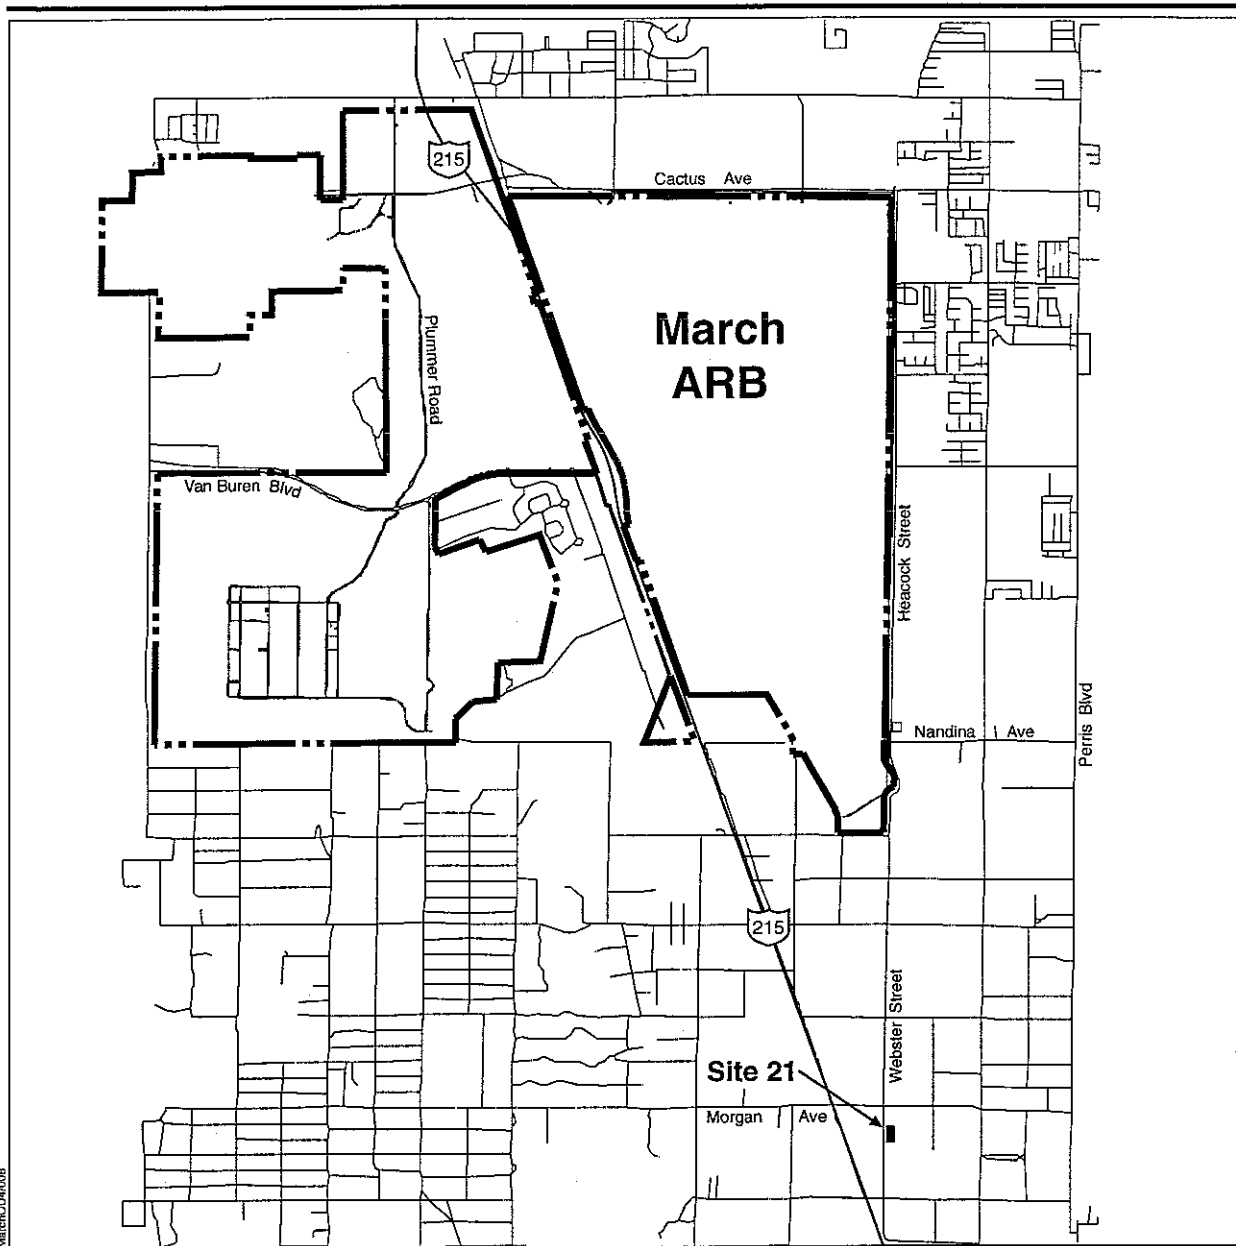 215
Cactus Ave
March
ARB
Plummer Road
Van Buren Blvd
Heacock Street
Nandina Ave
Perris Blvd
215
Webster Street
Site 21
Morgan Ave